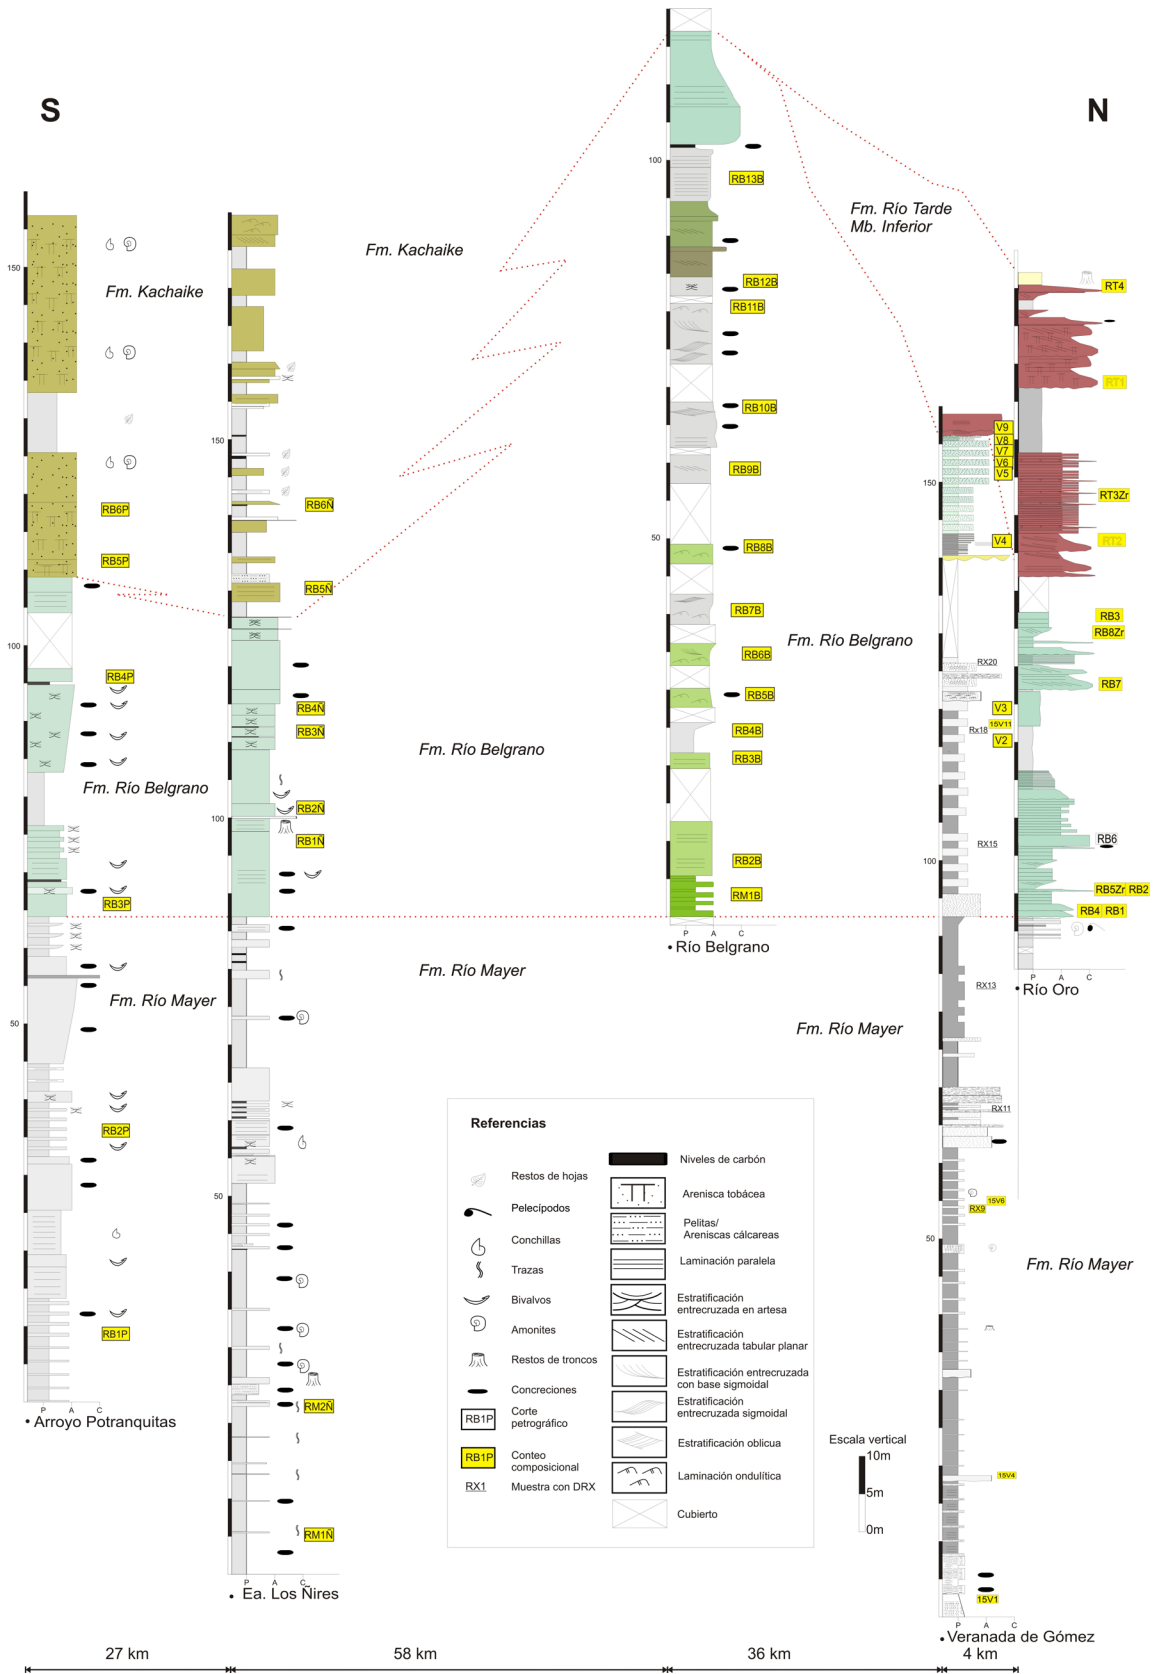 S
N
Fm. Kachaike
Fm. Kachaike
Fm. Río Tarde
Mb. Inferior
150
100
50
RB6P
RB5P
RB4P
Fm. Río Belgrano
RB3P
Fm. Río Mayer
RB2P
RB1P
P A C
• Arroyo Potranquitas
150
100
50
RB6Ñ
RB5Ñ
RB4Ñ
RB3Ñ
RB2Ñ
RB1Ñ
Fm. Río Belgrano
Fm. Río Mayer
RM2Ñ
RM1Ñ
P A C
• Ea. Los Ñires
100
50
RB13B
RB12B
RB11B
RB10B
RB9B
RB8B
RB7B
RB6B
RB5B
RB4B
RB3B
RB2B
RM1B
P A C
• Río Belgrano
Fm. Río Belgrano
Fm. Río Mayer
150
100
50
V9
V8
V7
V6
V5
V4
RX20
V3
15V11
Rx18
V2
RX15
RX13
RX11
15V6
RX9
15V4
15V1
P A C
• Veranada de Gómez
RT4
RT1
RT3Zr
RT2
RB3
RB8Zr
RB7
RB6
RB5Zr RB2
RB4 RB1
P A C
• Río Oro
Fm. Río Mayer
Referencias
Restos de hojas
Pelecípodos
Conchillas
Trazas
Bivalvos
Amonites
Restos de troncos
Concreciones
RB1P Corte
petrográfico
RB1P Conteo
composicional
RX1 Muestra con DRX
Niveles de carbón
Arenisca tobácea
Pelitas/
Areniscas cálcareas
Laminación paralela
Estratificación
entrecruzada en artesa
Estratificación
entrecruzada tabular planar
Estratificación entrecruzada
con base sigmoidal
Estratificación
entrecruzada sigmoidal
Estratificación oblicua
Laminación ondulítica
Cubierto
Escala vertical
10m
5m
0m
27 km
58 km
36 km
4 km